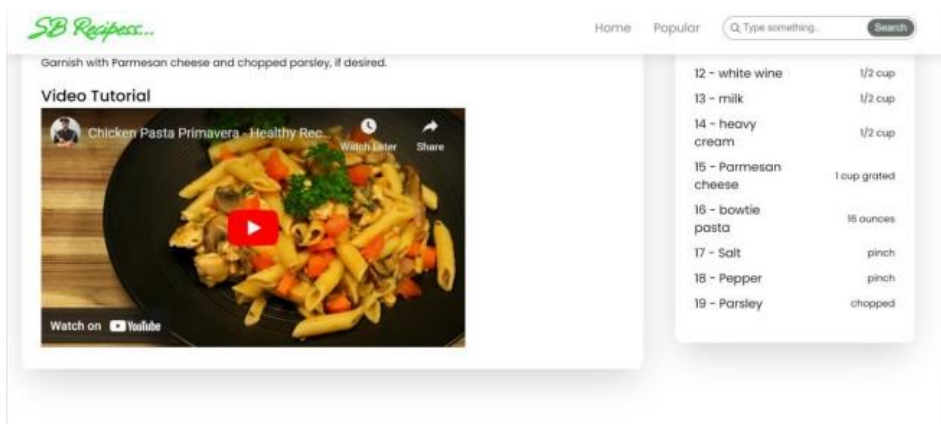 SB Recipess...
Home Popular Type something.. Search
Garnish with Parmesan cheese and chopped parsley, if desired.
Video Tutorial
Chicken Pasta Primavera - Healthy Rec...
Watch Later Share
Watch on YouTube
12 - white wine 1/2 cup
13 - milk 1/2 cup
14 - heavy
cream 1/2 cup
15 - Parmesan
cheese 1 cup grated
16 - bowtie
pasta 16 ounces
17 - Salt pinch
18 - Pepper pinch
19 - Parsley chopped